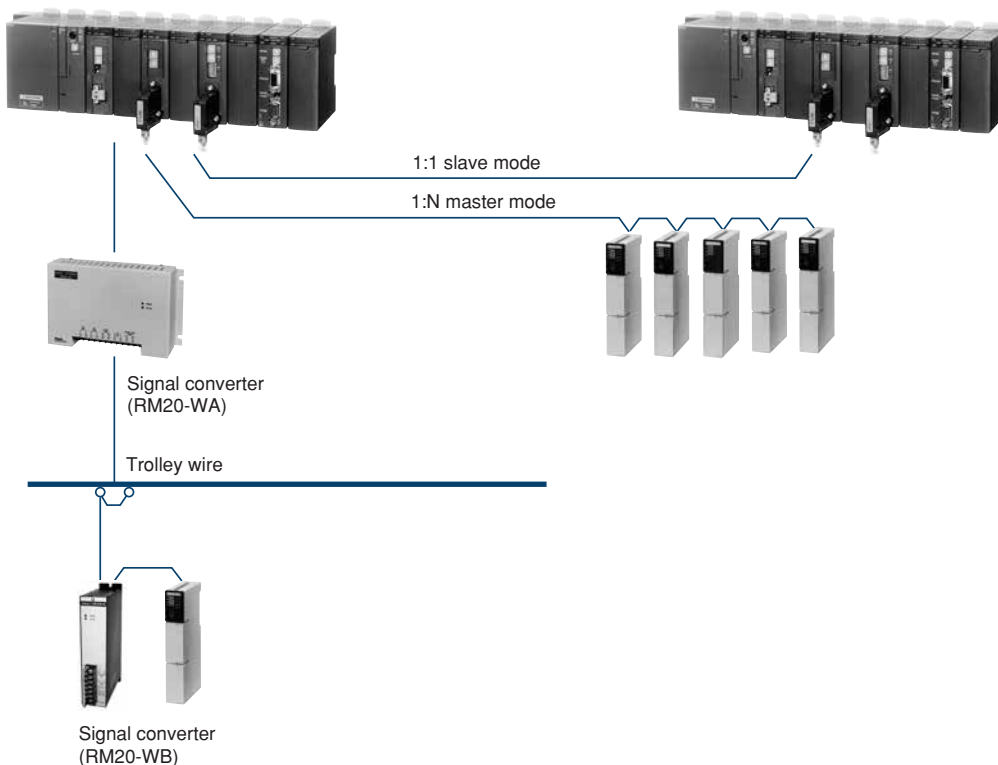 1:1 slave mode
1:N master mode
Signal converter
(RM20-WA)
Trolley wire
Signal converter
(RM20-WB)